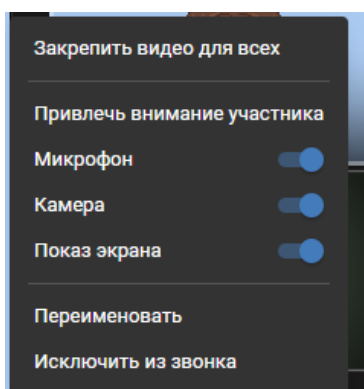 Закрепить видео для всех
Привлечь внимание участника
Микрофон
Камера
Показ экрана
Переименовать
Исключить из звонка